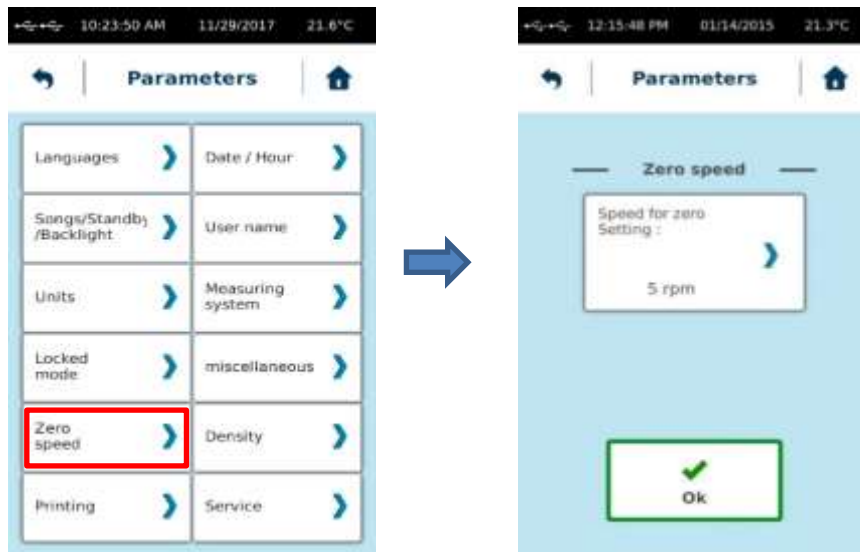 10:23:50 AM 11/29/2017 21.6°C
Parameters
Languages
Date / Hour
Songs/Standby
/Backlight
User name
Units
Measuring
system
Locked
mode
miscellaneous
Zero
speed
Density
Printing
Service
12:15:48 PM 01/14/2015 21.3°C
Parameters
Zero speed
Speed for zero
Setting :
5 rpm
Ok